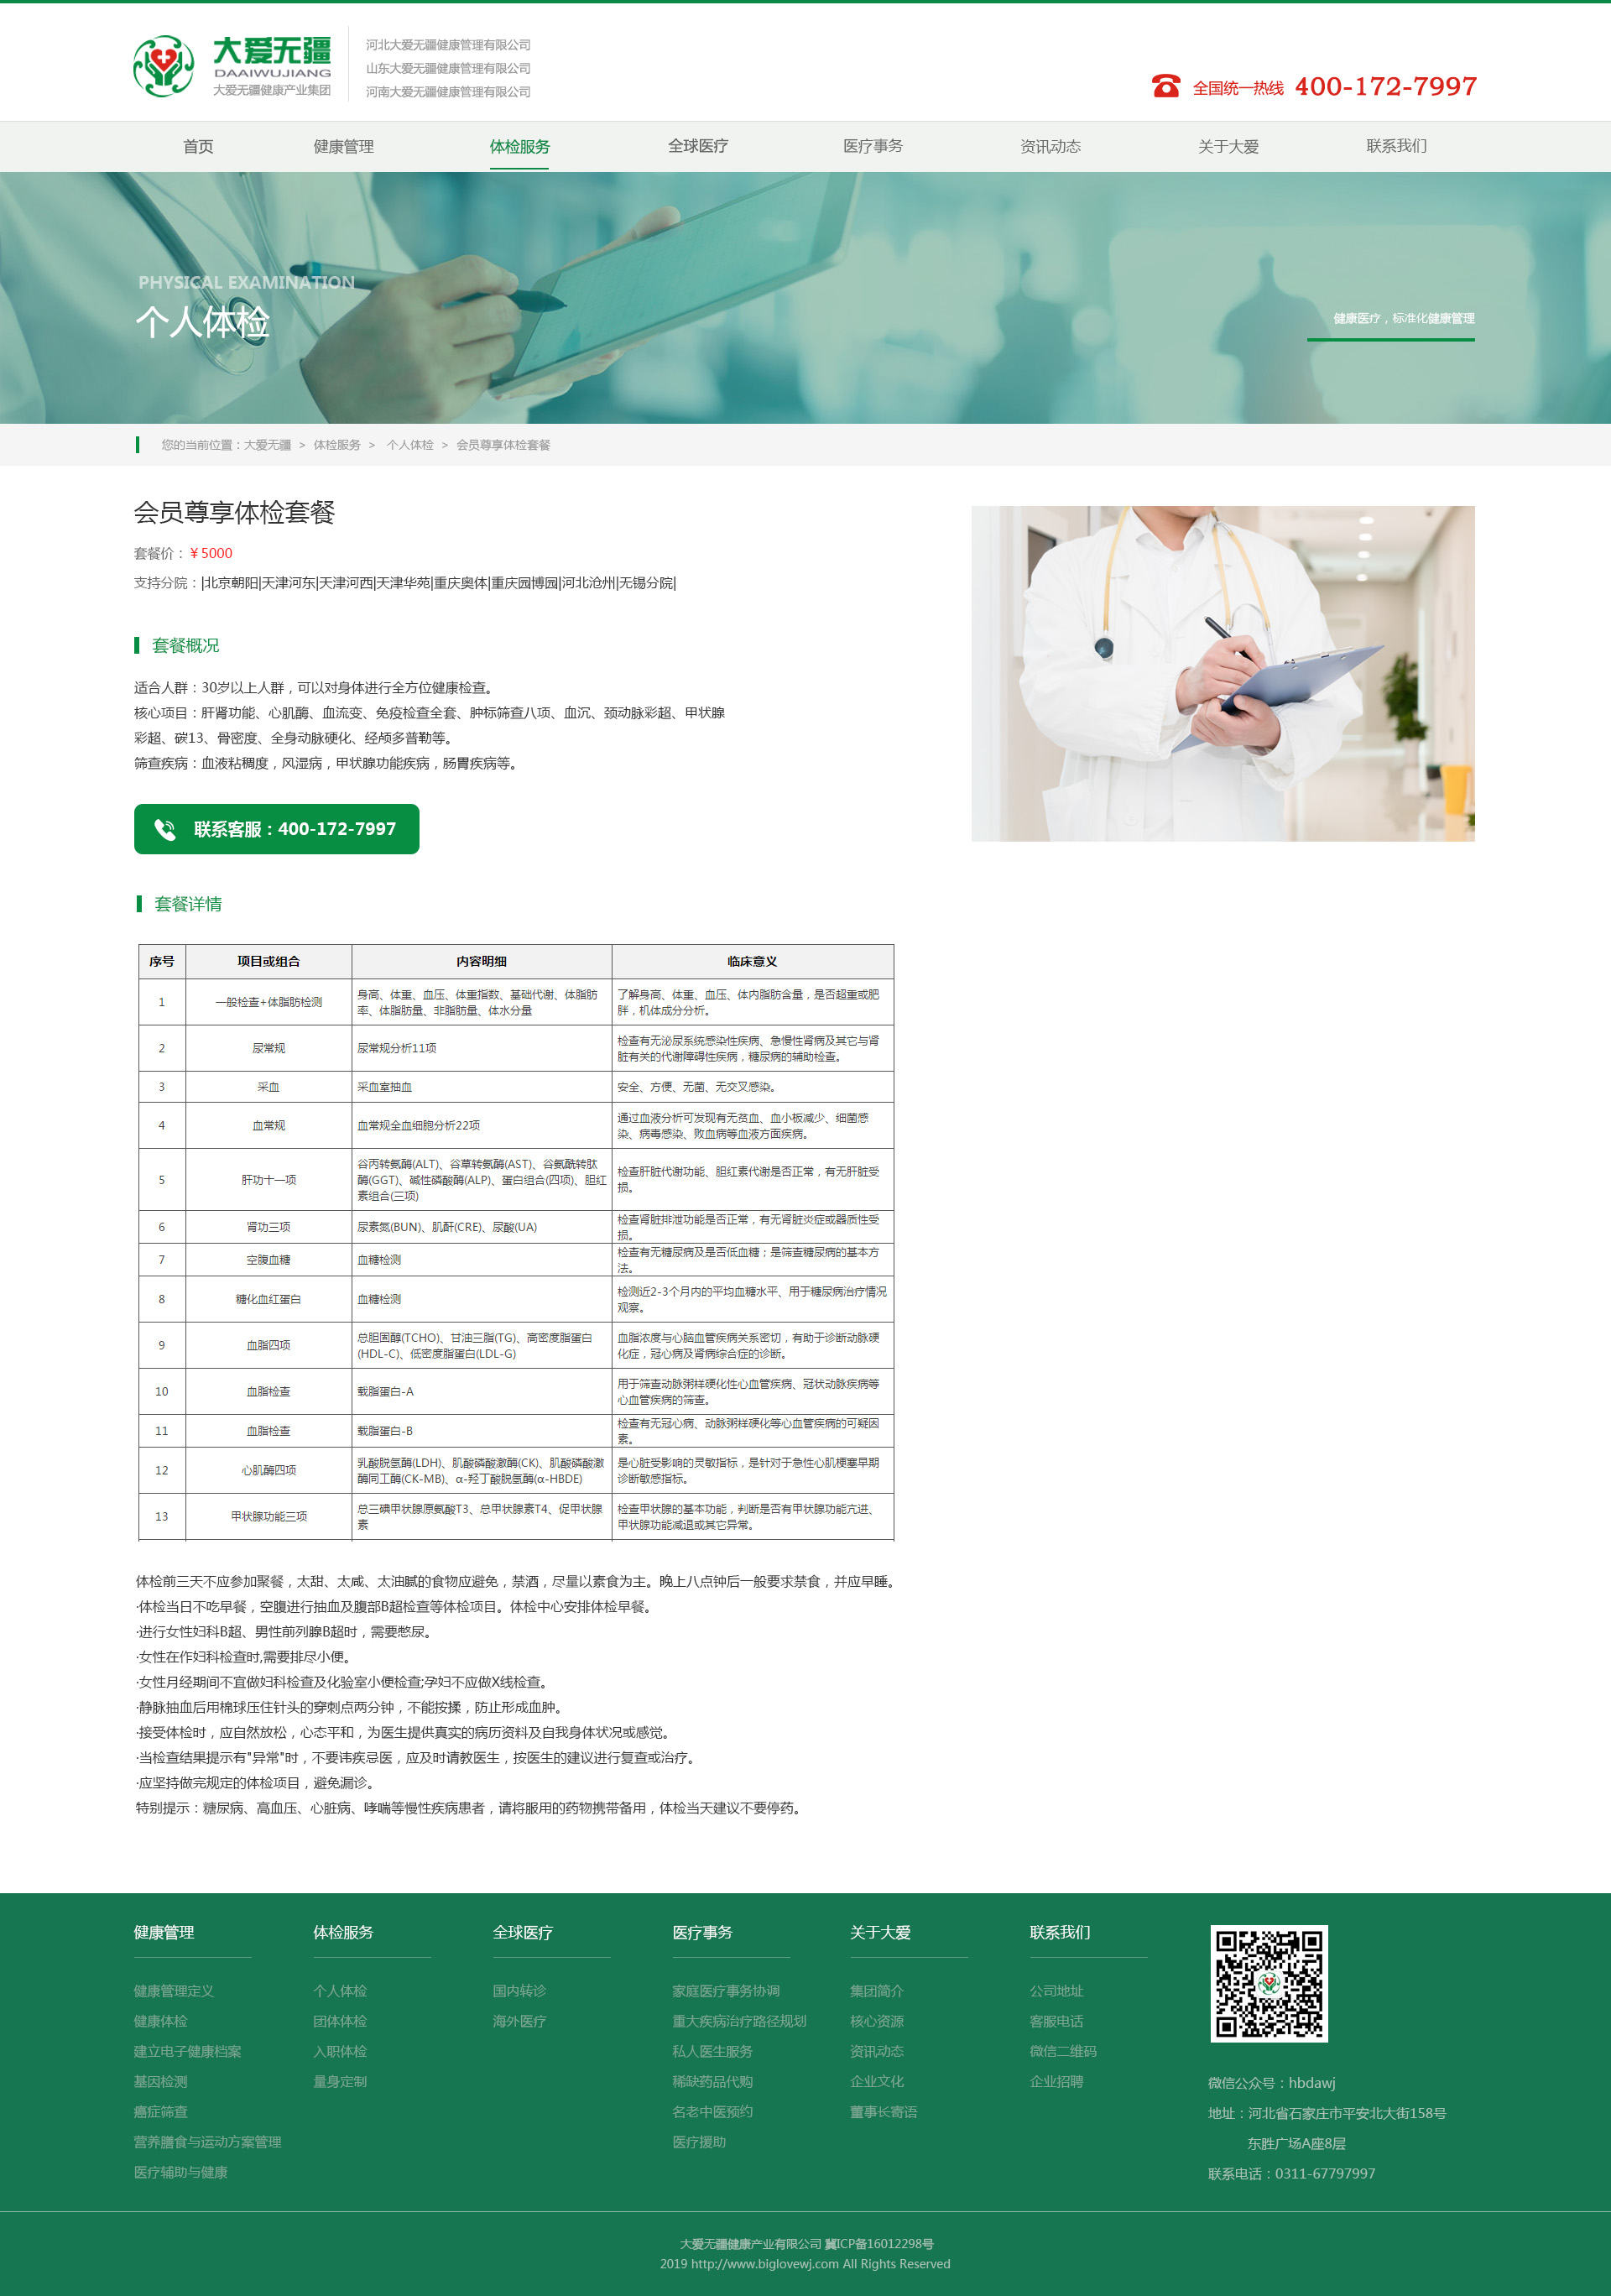 大爱无疆
DAAIWUJIANG
大爱无疆健康产业集团
河北大爱无疆健康管理有限公司
山东大爱无疆健康管理有限公司
河南大爱无疆健康管理有限公司
全国统一热线 400-172-7997
首页 健康管理 体检服务 全球医疗 医疗事务 资讯动态 关于大爱 联系我们
PHYSICAL EXAMINATION
个人体检
健康医疗，标准化健康管理
您的当前位置：大爱无疆 > 体检服务 > 个人体检 > 会员尊享体检套餐
会员尊享体检套餐
套餐价：￥5000
支持分院：|北京朝阳|天津河东|天津河西|天津华苑|重庆奥体|重庆园博园|河北沧州|无锡分院|
套餐概况
适合人群：30岁以上人群，可以对身体进行全方位健康检查。
核心项目：肝肾功能、心肌酶、血流变、免疫检查全套、肿标筛查八项、血沉、颈动脉彩超、甲状腺
彩超、碳13、骨密度、全身动脉硬化、经颅多普勒等。
筛查疾病：血液粘稠度，风湿病，甲状腺功能疾病，肠胃疾病等。
联系客服：400-172-7997
套餐详情
序号 项目或组合 内容明细 临床意义
1 一般检查+体脂肪检测 身高、体重、血压、体重指数、基础代谢、体脂肪
率、体脂肪量、非脂肪量、体水分量
了解身高、体重、血压、体内脂肪含量，是否超重或肥
胖，机体成分分析。
2 尿常规 尿常规分析11项
检查有无泌尿系统感染性疾病、急慢性肾病及其它与肾
脏有关的代谢障碍性疾病，糖尿病的辅助检查。
3 采血 采血室抽血 安全、方便、无菌、无交叉感染。
4 血常规 血常规全血细胞分析22项
通过血液分析可发现有无贫血、血小板减少、细菌感
染、病毒感染、败血病等血液方面疾病。
5 肝功十一项
谷丙转氨酶(ALT)、谷草转氨酶(AST)、谷氨酰转肽
酶(GGT)、碱性磷酸酶(ALP)、蛋白组合(四项)、胆红
素组合(三项)
检查肝脏代谢功能、胆红素代谢是否正常，有无肝脏受
损。
6 肾功三项 尿素氮(BUN)、肌酐(CRE)、尿酸(UA)
检查肾脏排泄功能是否正常，有无肾脏炎症或器质性受
损。
7 空腹血糖 血糖检测
检查有无糖尿病及是否低血糖；是筛查糖尿病的基本方
法。
8 糖化血红蛋白 血糖检测
检测近2-3个月内的平均血糖水平、用于糖尿病治疗情况
观察。
9 血脂四项
总胆固醇(TCHO)、甘油三脂(TG)、高密度脂蛋白
(HDL-C)、低密度脂蛋白(LDL-G)
血脂浓度与心脑血管疾病关系密切，有助于诊断动脉硬
化症，冠心病及肾病综合症的诊断。
10 血脂检查 载脂蛋白-A
用于筛查动脉粥样硬化性心血管疾病、冠状动脉疾病等
心血管疾病的筛查。
11 血脂检查 载脂蛋白-B
检查有无冠心病、动脉粥样硬化等心血管疾病的可疑因
素。
12 心肌酶四项
乳酸脱氢酶(LDH)、肌酸磷酸激酶(CK)、肌酸磷酸激
酶同工酶(CK-MB)、α-羟丁酸脱氢酶(α-HBDE)
是心脏受影响的灵敏指标，是针对于急性心肌梗塞早期
诊断敏感指标。
13 甲状腺功能三项
总三碘甲状腺原氨酸T3、总甲状腺素T4、促甲状腺
素
检查甲状腺的基本功能，判断是否有甲状腺功能亢进、
甲状腺功能减退或其它异常。
体检前三天不应参加聚餐，太甜、太咸、太油腻的食物应避免，禁酒，尽量以素食为主。晚上八点钟后一般要求禁食，并应早睡。
·体检当日不吃早餐，空腹进行抽血及腹部B超检查等体检项目。体检中心安排体检早餐。
·进行女性妇科B超、男性前列腺B超时，需要憋尿。
·女性在作妇科检查时,需要排尽小便。
·女性月经期间不宜做妇科检查及化验室小便检查;孕妇不应做X线检查。
·静脉抽血后用棉球压住针头的穿刺点两分钟，不能按揉，防止形成血肿。
·接受体检时，应自然放松，心态平和，为医生提供真实的病历资料及自我身体状况或感觉。
·当检查结果提示有"异常"时，不要讳疾忌医，应及时请教医生，按医生的建议进行复查或治疗。
·应坚持做完规定的体检项目，避免漏诊。
特别提示：糖尿病、高血压、心脏病、哮喘等慢性疾病患者，请将服用的药物携带备用，体检当天建议不要停药。
健康管理
健康管理定义
健康体检
建立电子健康档案
基因检测
癌症筛查
营养膳食与运动方案管理
医疗辅助与健康
体检服务
个人体检
团体体检
入职体检
量身定制
全球医疗
国内转诊
海外医疗
医疗事务
家庭医疗事务协调
重大疾病治疗路径规划
私人医生服务
稀缺药品代购
名老中医预约
医疗援助
关于大爱
集团简介
核心资源
资讯动态
企业文化
董事长寄语
联系我们
公司地址
客服电话
微信二维码
企业招聘
微信公众号：hbdawj
地址：河北省石家庄市平安北大街158号
东胜广场A座8层
联系电话：0311-67797997
大爱无疆健康产业有限公司 冀ICP备16012298号
2019 http://www.biglovewj.com All Rights Reserved